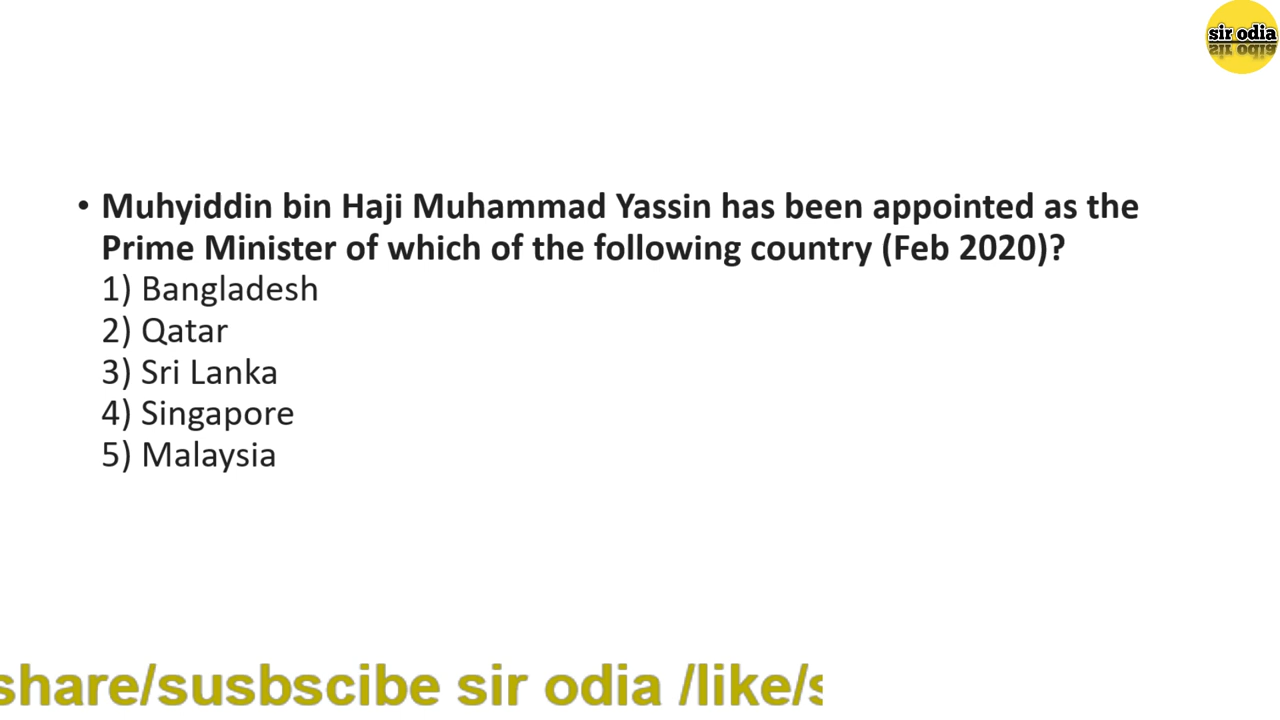 sir odia
• Muhyiddin bin Haji Muhammad Yassin has been appointed as the
Prime Minister of which of the following country (Feb 2020)?
1) Bangladesh
2) Qatar
3) Sri Lanka
4) Singapore
5) Malaysia
share/susbscibe sir odia /like/s